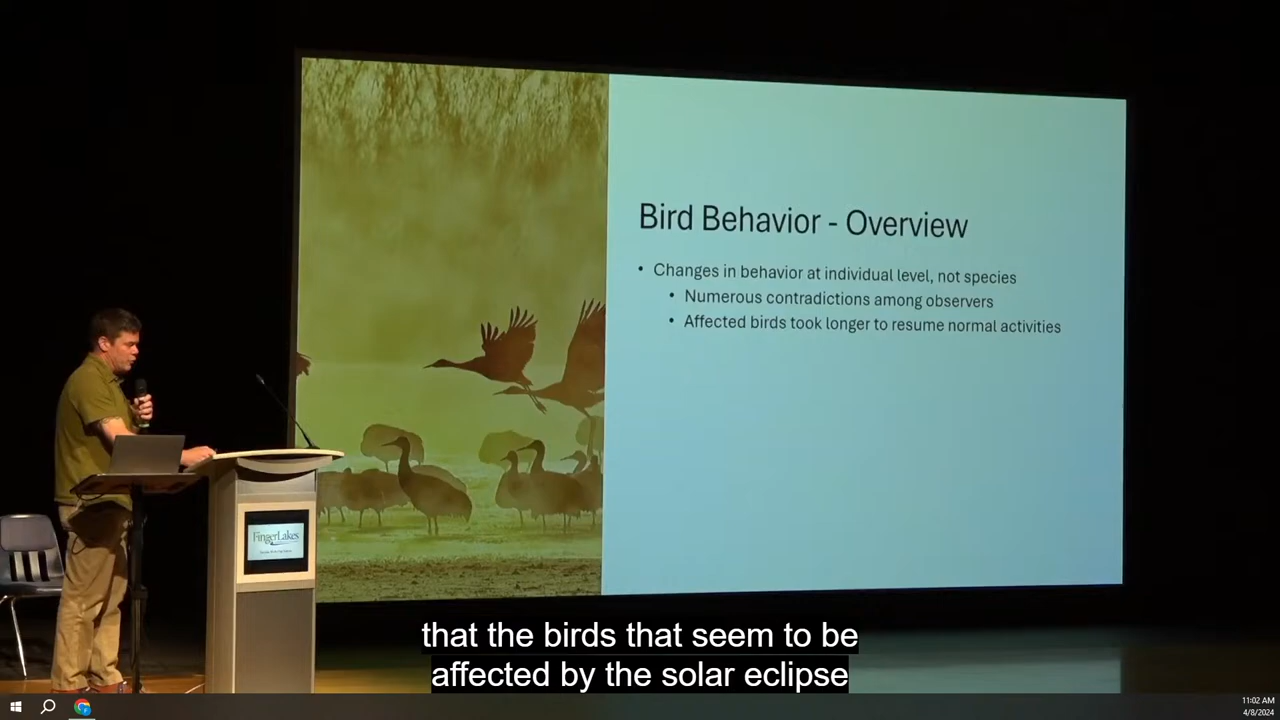 Bird Behavior - Overview
• Changes in behavior at individual level, not species
• Numerous contradictions among observers
• Affected birds took longer to resume normal activities
FingerLakes
that the birds that seem to be
affected by the solar eclipse
11:02 AM
4/8/2024